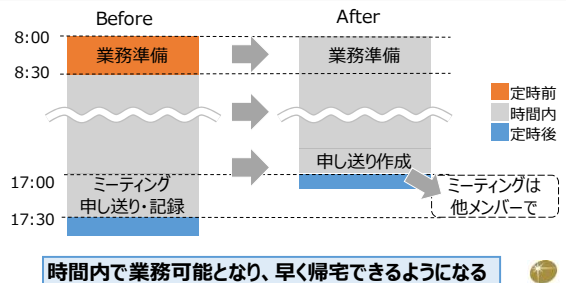 Before
After
8:00
業務準備
業務準備
8:30
定時前
時間内
定時後
申し送り作成
17:00
ミーティング
申し送り・記録
ミーティングは
他メンバーで
17:30
時間内で業務可能となり、早く帰宅できるようになる